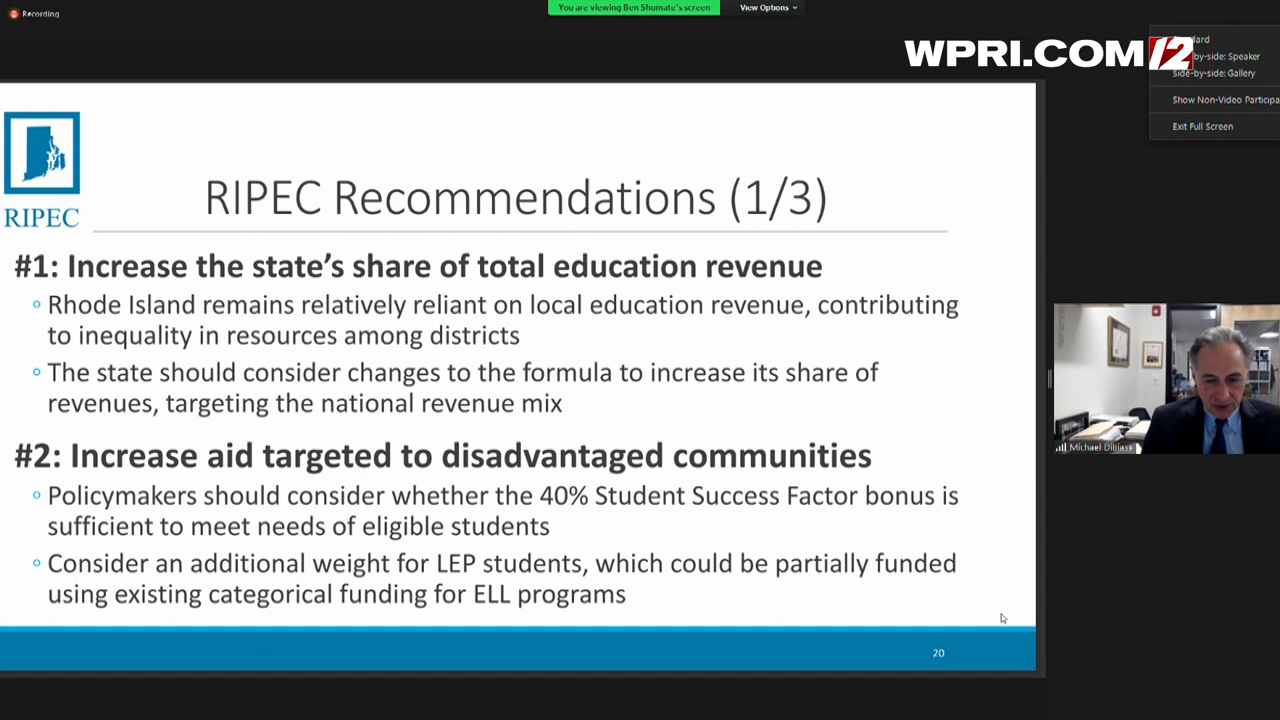 Recording
You are viewing Ben Shumate's screen
View Options
WPRI.COM 12
by-side: Speaker
Side-by-side: Gallery
Show Non-Video Participa
Exit Full Screen
RIPEC
RIPEC Recommendations (1/3)
#1: Increase the state's share of total education revenue
Rhode Island remains relatively reliant on local education revenue, contributing
to inequality in resources among districts
The state should consider changes to the formula to increase its share of
revenues, targeting the national revenue mix
#2: Increase aid targeted to disadvantaged communities
Policymakers should consider whether the 40% Student Success Factor bonus is
sufficient to meet needs of eligible students
Consider an additional weight for LEP students, which could be partially funded
using existing categorical funding for ELL programs
20
Michael DiBiase